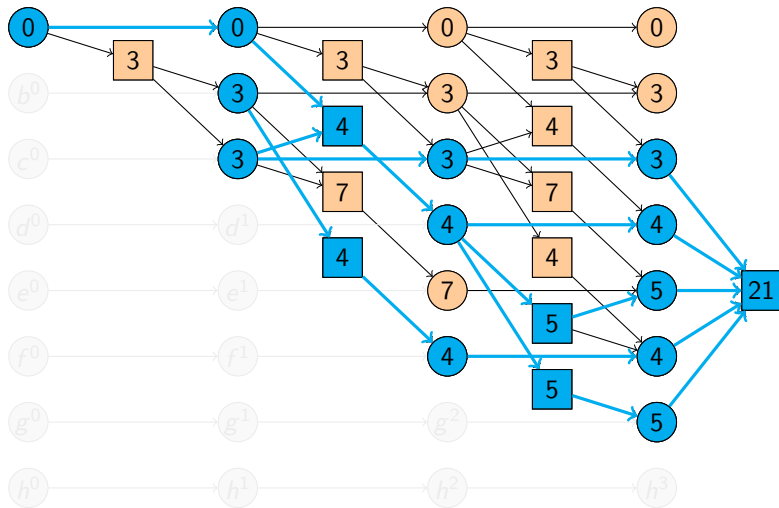 0 0 0 0
3 3 3
b⁰ 3 3 3
4 4
c⁰ 3 3 3
7 7
d⁰ d¹ 4 4
4 4
e⁰ e¹ 7 5 21
5
f⁰ f¹ 4 4
5
g⁰ g¹ g² 5
h⁰ h¹ h² h³